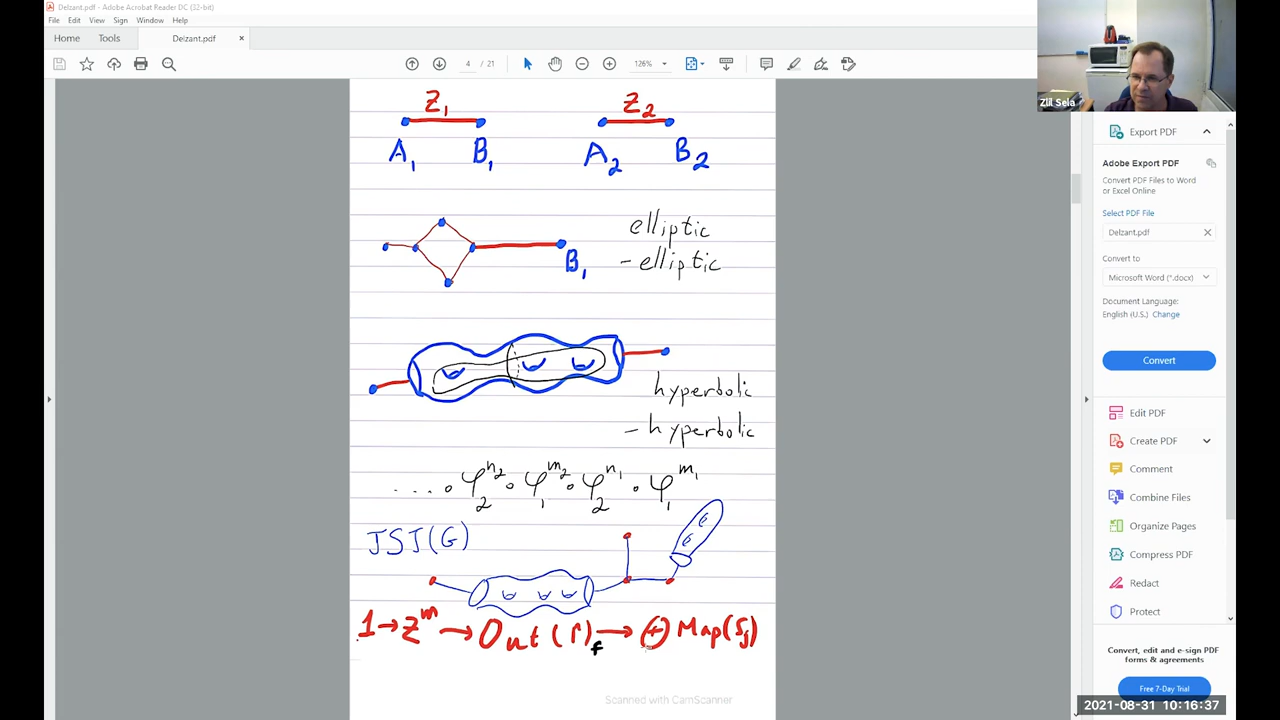 Delzant.pdf - Adobe Acrobat Reader DC (32-bit)
File Edit View Sign Window Help
Home Tools Delzant.pdf ×
4 / 21 126%
Zlil Sela
Z₁ Z₂
A₁ B₁ A₂ B₂
elliptic
- elliptic
B₁
hyperbolic
- hyperbolic
.... ∘ φ₂^n₂ ∘ φ₁^m₂ ∘ φ₂^n₁ ∘ φ₁^m₁
JSJ(G)
1 → Z^m → Out(Γ)_f → ⊕ Map(S_j)
Scanned with CamScanner
Export PDF
Adobe Export PDF
Convert PDF Files to Word
or Excel Online
Select PDF File
Delzant.pdf
Convert to
Microsoft Word (*.docx)
Document Language:
English (U.S.) Change
Convert
Edit PDF
Create PDF
Comment
Combine Files
Organize Pages
Compress PDF
Redact
Protect
Convert, edit and e-sign PDF
forms & agreements
Free 7-Day Trial
2021-08-31 10:16:37